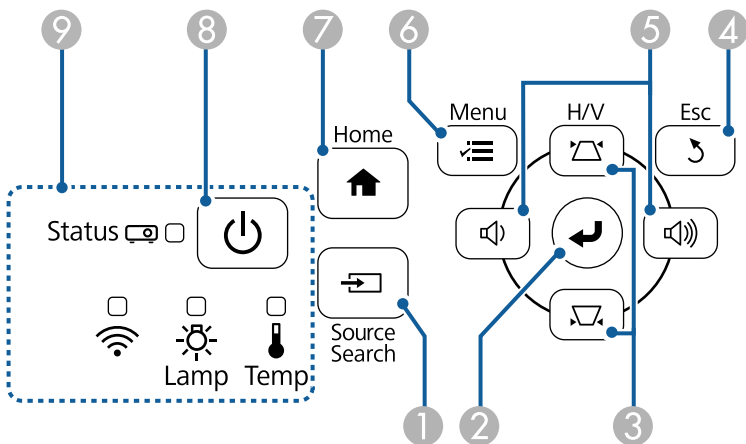 9 8 7 6 5 4
Menu H/V Esc
Home
Status
Source
Search
Lamp Temp
1 2 3